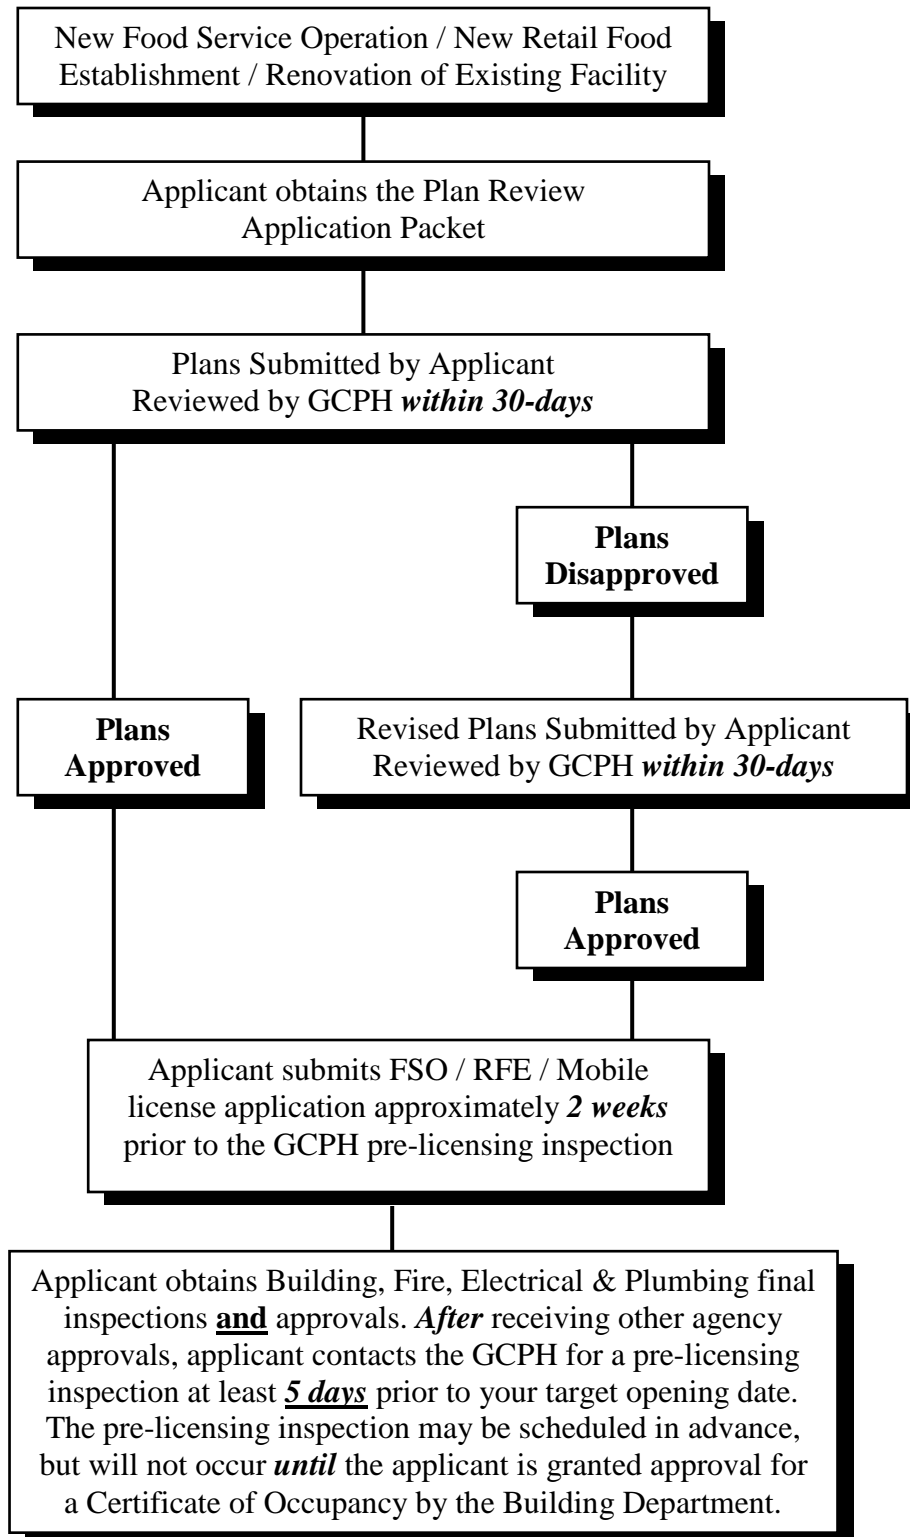 New Food Service Operation / New Retail Food
Establishment / Renovation of Existing Facility
Applicant obtains the Plan Review
Application Packet
Plans Submitted by Applicant
Reviewed by GCPH within 30-days
Plans
Disapproved
Plans
Approved
Revised Plans Submitted by Applicant
Reviewed by GCPH within 30-days
Plans
Approved
Applicant submits FSO / RFE / Mobile
license application approximately 2 weeks
prior to the GCPH pre-licensing inspection
Applicant obtains Building, Fire, Electrical & Plumbing final
inspections and approvals. After receiving other agency
approvals, applicant contacts the GCPH for a pre-licensing
inspection at least 5 days prior to your target opening date.
The pre-licensing inspection may be scheduled in advance,
but will not occur until the applicant is granted approval for
a Certificate of Occupancy by the Building Department.